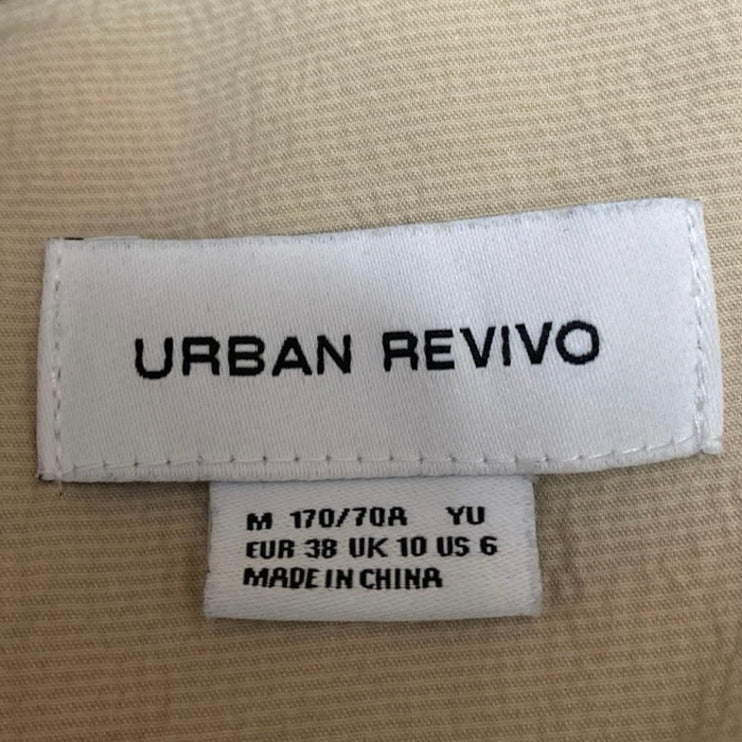 URBAN REVIVO
M 170/70A YU
EUR 38 UK 10 US 6
MADE IN CHINA